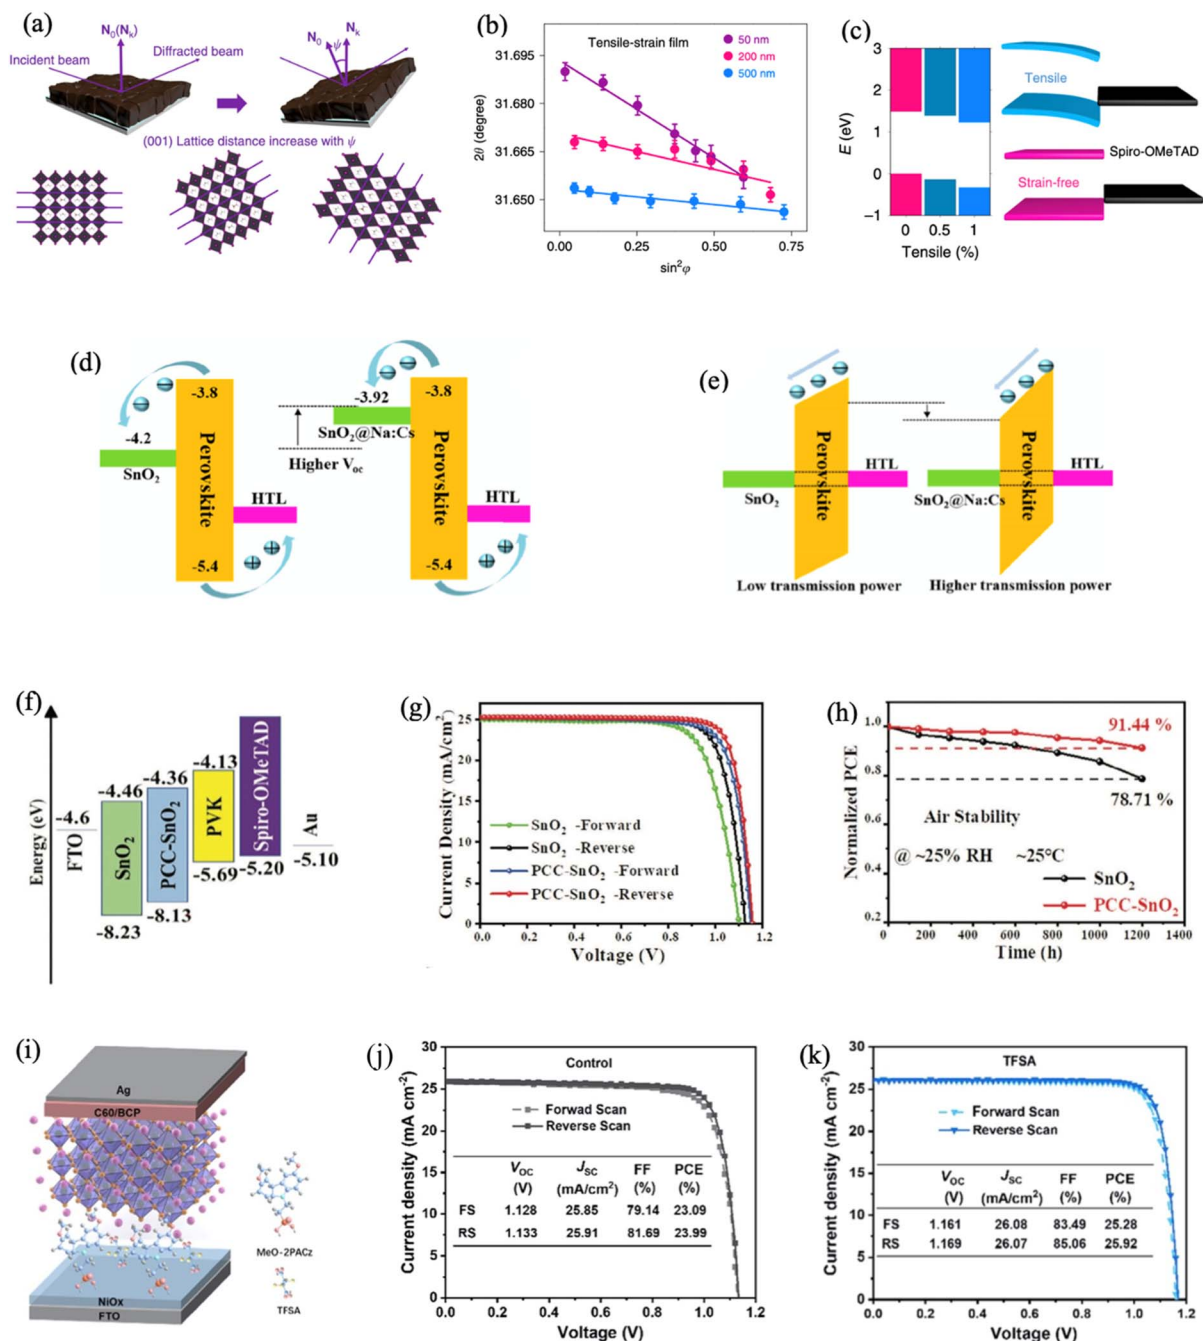 (a)
N₀(Nₖ)
Incident beam
Diffracted beam
N₀
ψ
Nₖ
(001) Lattice distance increase with ψ
(b)
Tensile-strain film
50 nm
200 nm
500 nm
31.695
31.680
31.665
31.650
2θ (degree)
0.00
0.25
0.50
0.75
sin²φ
(c)
3
2
1
0
−1
E (eV)
0
0.5
1
Tensile (%)
Tensile
Spiro-OMeTAD
Strain-free
(d)
-3.8
-4.2
SnO₂
Perovskite
HTL
-5.4
-3.92
SnO₂@Na:Cs
Higher Vₒc
-3.8
Perovskite
HTL
-5.4
(e)
SnO₂
Perovskite
HTL
Low transmission power
SnO₂@Na:Cs
Perovskite
HTL
Higher transmission power
(f)
Energy (eV)
-4.6
FTO
-4.46
SnO₂
-8.23
-4.36
PCC-SnO₂
-8.13
-4.13
PVK
-5.69
Spiro-OMeTAD
-5.20
Au
-5.10
(g)
Current Density (mA/cm²)
25
20
15
10
5
0
SnO₂ -Forward
SnO₂ -Reverse
PCC-SnO₂ -Forward
PCC-SnO₂ -Reverse
0.0 0.2 0.4 0.6 0.8 1.0 1.2
Voltage (V)
(h)
Normalized PCE
1.0
0.8
0.6
0.4
0.2
91.44 %
78.71 %
Air Stability
@ ~25% RH ~25°C
SnO₂
PCC-SnO₂
0 200 400 600 800 1000 1200 1400
Time (h)
(i)
Ag
C60/BCP
NiOx
FTO
MeO-2PACz
TFSA
(j)
Control
Current density (mA cm⁻²)
30
25
20
15
10
5
0
Forwad Scan
Reverse Scan
V_OC J_SC FF PCE
(V) (mA/cm²) (%) (%)
FS 1.128 25.85 79.14 23.09
RS 1.133 25.91 81.69 23.99
0.0 0.2 0.4 0.6 0.8 1.0 1.2
Voltage (V)
(k)
TFSA
Current density (mA cm⁻²)
30
25
20
15
10
5
0
Forward Scan
Reverse Scan
V_OC J_SC FF PCE
(V) (mA/cm²) (%) (%)
FS 1.161 26.08 83.49 25.28
RS 1.169 26.07 85.06 25.92
0.0 0.2 0.4 0.6 0.8 1.0 1.2
Voltage (V)